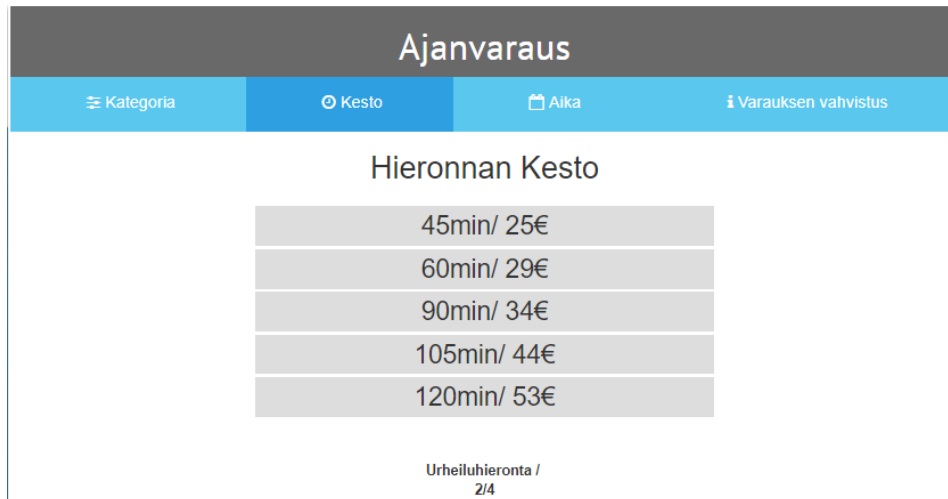 Ajanvaraus
Kategoria Kesto Aika Varauksen vahvistus
Hieronnan Kesto
45min/ 25€
60min/ 29€
90min/ 34€
105min/ 44€
120min/ 53€
Urheiluhieronta /
2/4